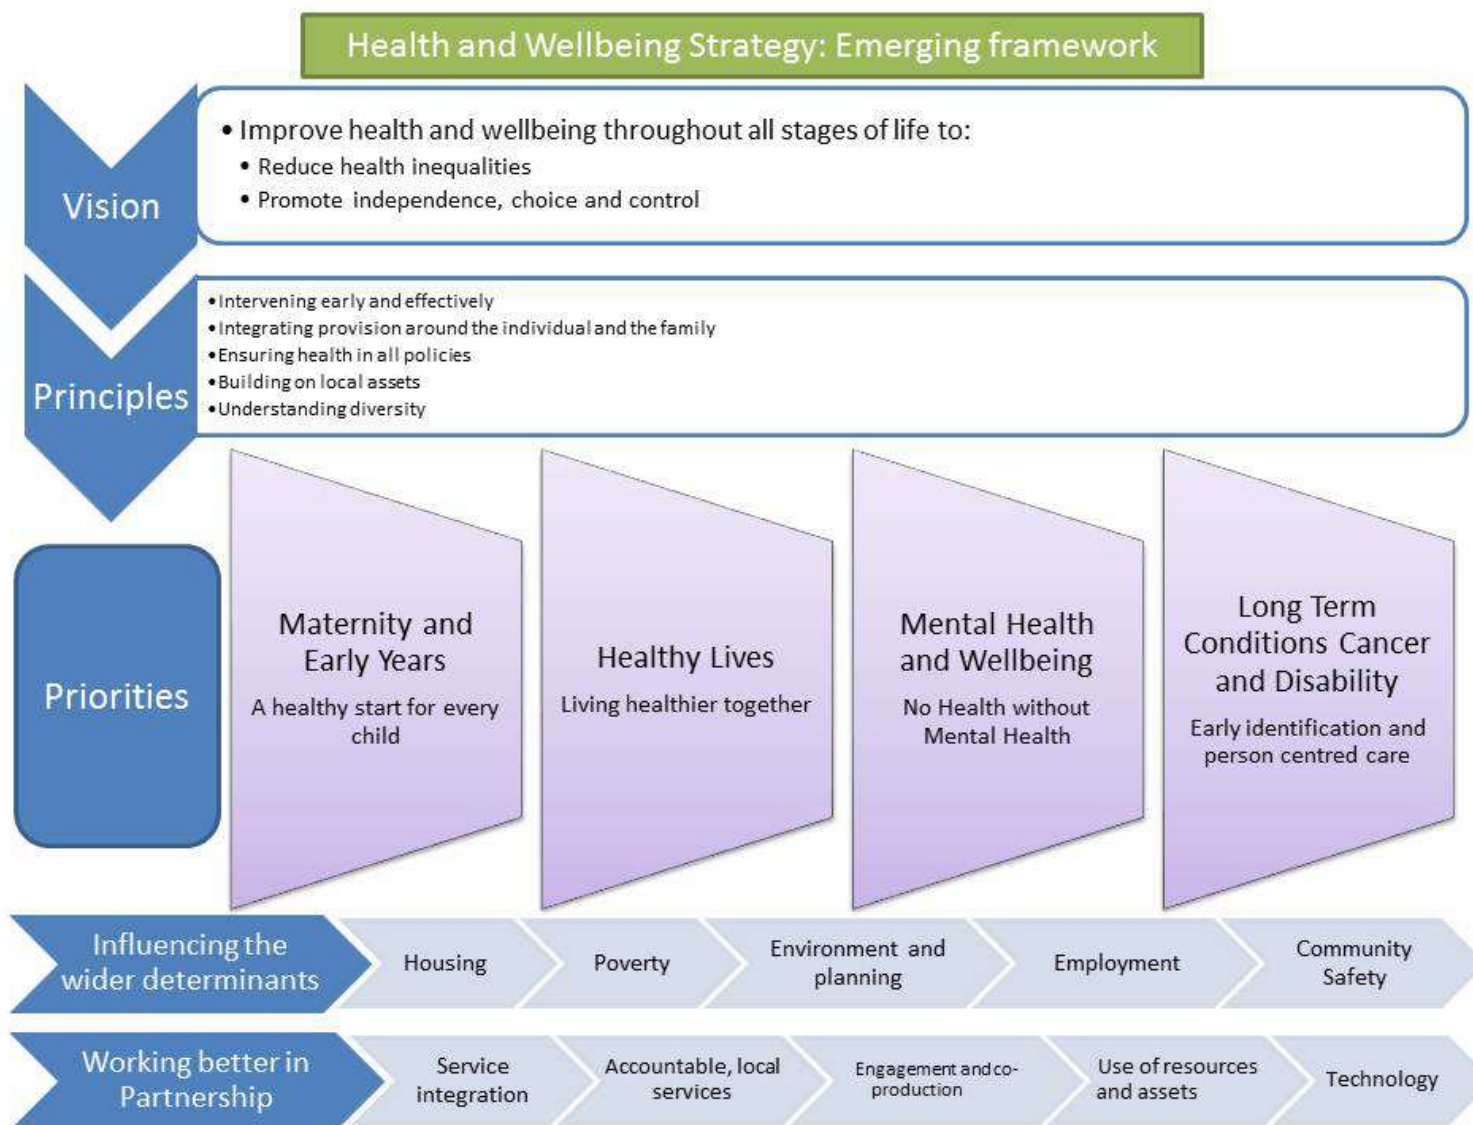 Health and Wellbeing Strategy: Emerging framework
Vision
• Improve health and wellbeing throughout all stages of life to:
• Reduce health inequalities
• Promote independence, choice and control
Principles
•Intervening early and effectively
•Integrating provision around the individual and the family
•Ensuring health in all policies
•Building on local assets
•Understanding diversity
Priorities
Maternity and
Early Years
A healthy start for every
child
Healthy Lives
Living healthier together
Mental Health
and Wellbeing
No Health without
Mental Health
Long Term
Conditions Cancer
and Disability
Early identification and
person centred care
Influencing the
wider determinants
Housing
Poverty
Environment and
planning
Employment
Community
Safety
Working better in
Partnership
Service
integration
Accountable, local
services
Engagement and co-
production
Use of resources
and assets
Technology